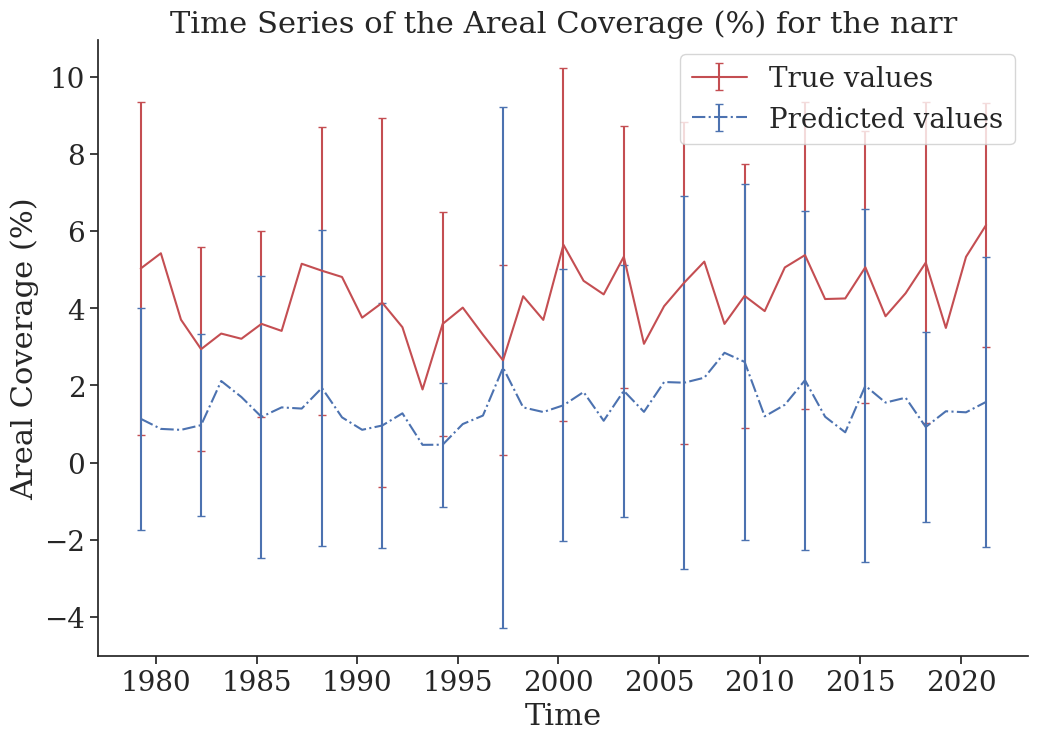 Time Series of the Areal Coverage (%) for the narr
True values
Predicted values
Areal Coverage (%)
10
8
6
4
2
0
−2
−4
1980 1985 1990 1995 2000 2005 2010 2015 2020
Time